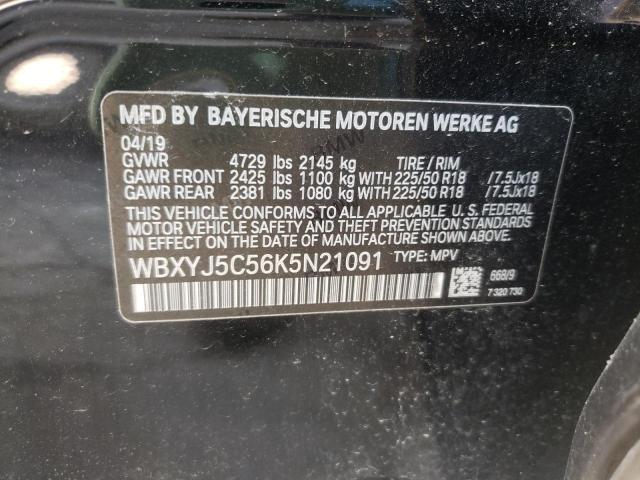 MFD BY BAYERISCHE MOTOREN WERKE AG
04/19
GVWR 4729 lbs 2145 kg TIRE / RIM
GAWR FRONT 2425 lbs 1100 kg WITH 225/50 R18 /7.5Jx18
GAWR REAR 2381 lbs 1080 kg WITH 225/50 R18 /7.5Jx18
THIS VEHICLE CONFORMS TO ALL APPLICABLE U.S. FEDERAL
MOTOR VEHICLE SAFETY AND THEFT PREVENTION STANDARDS
IN EFFECT ON THE DATE OF MANUFACTURE SHOWN ABOVE.
WBXYJ5C56K5N21091 TYPE: MPV
668/9
7 320 730